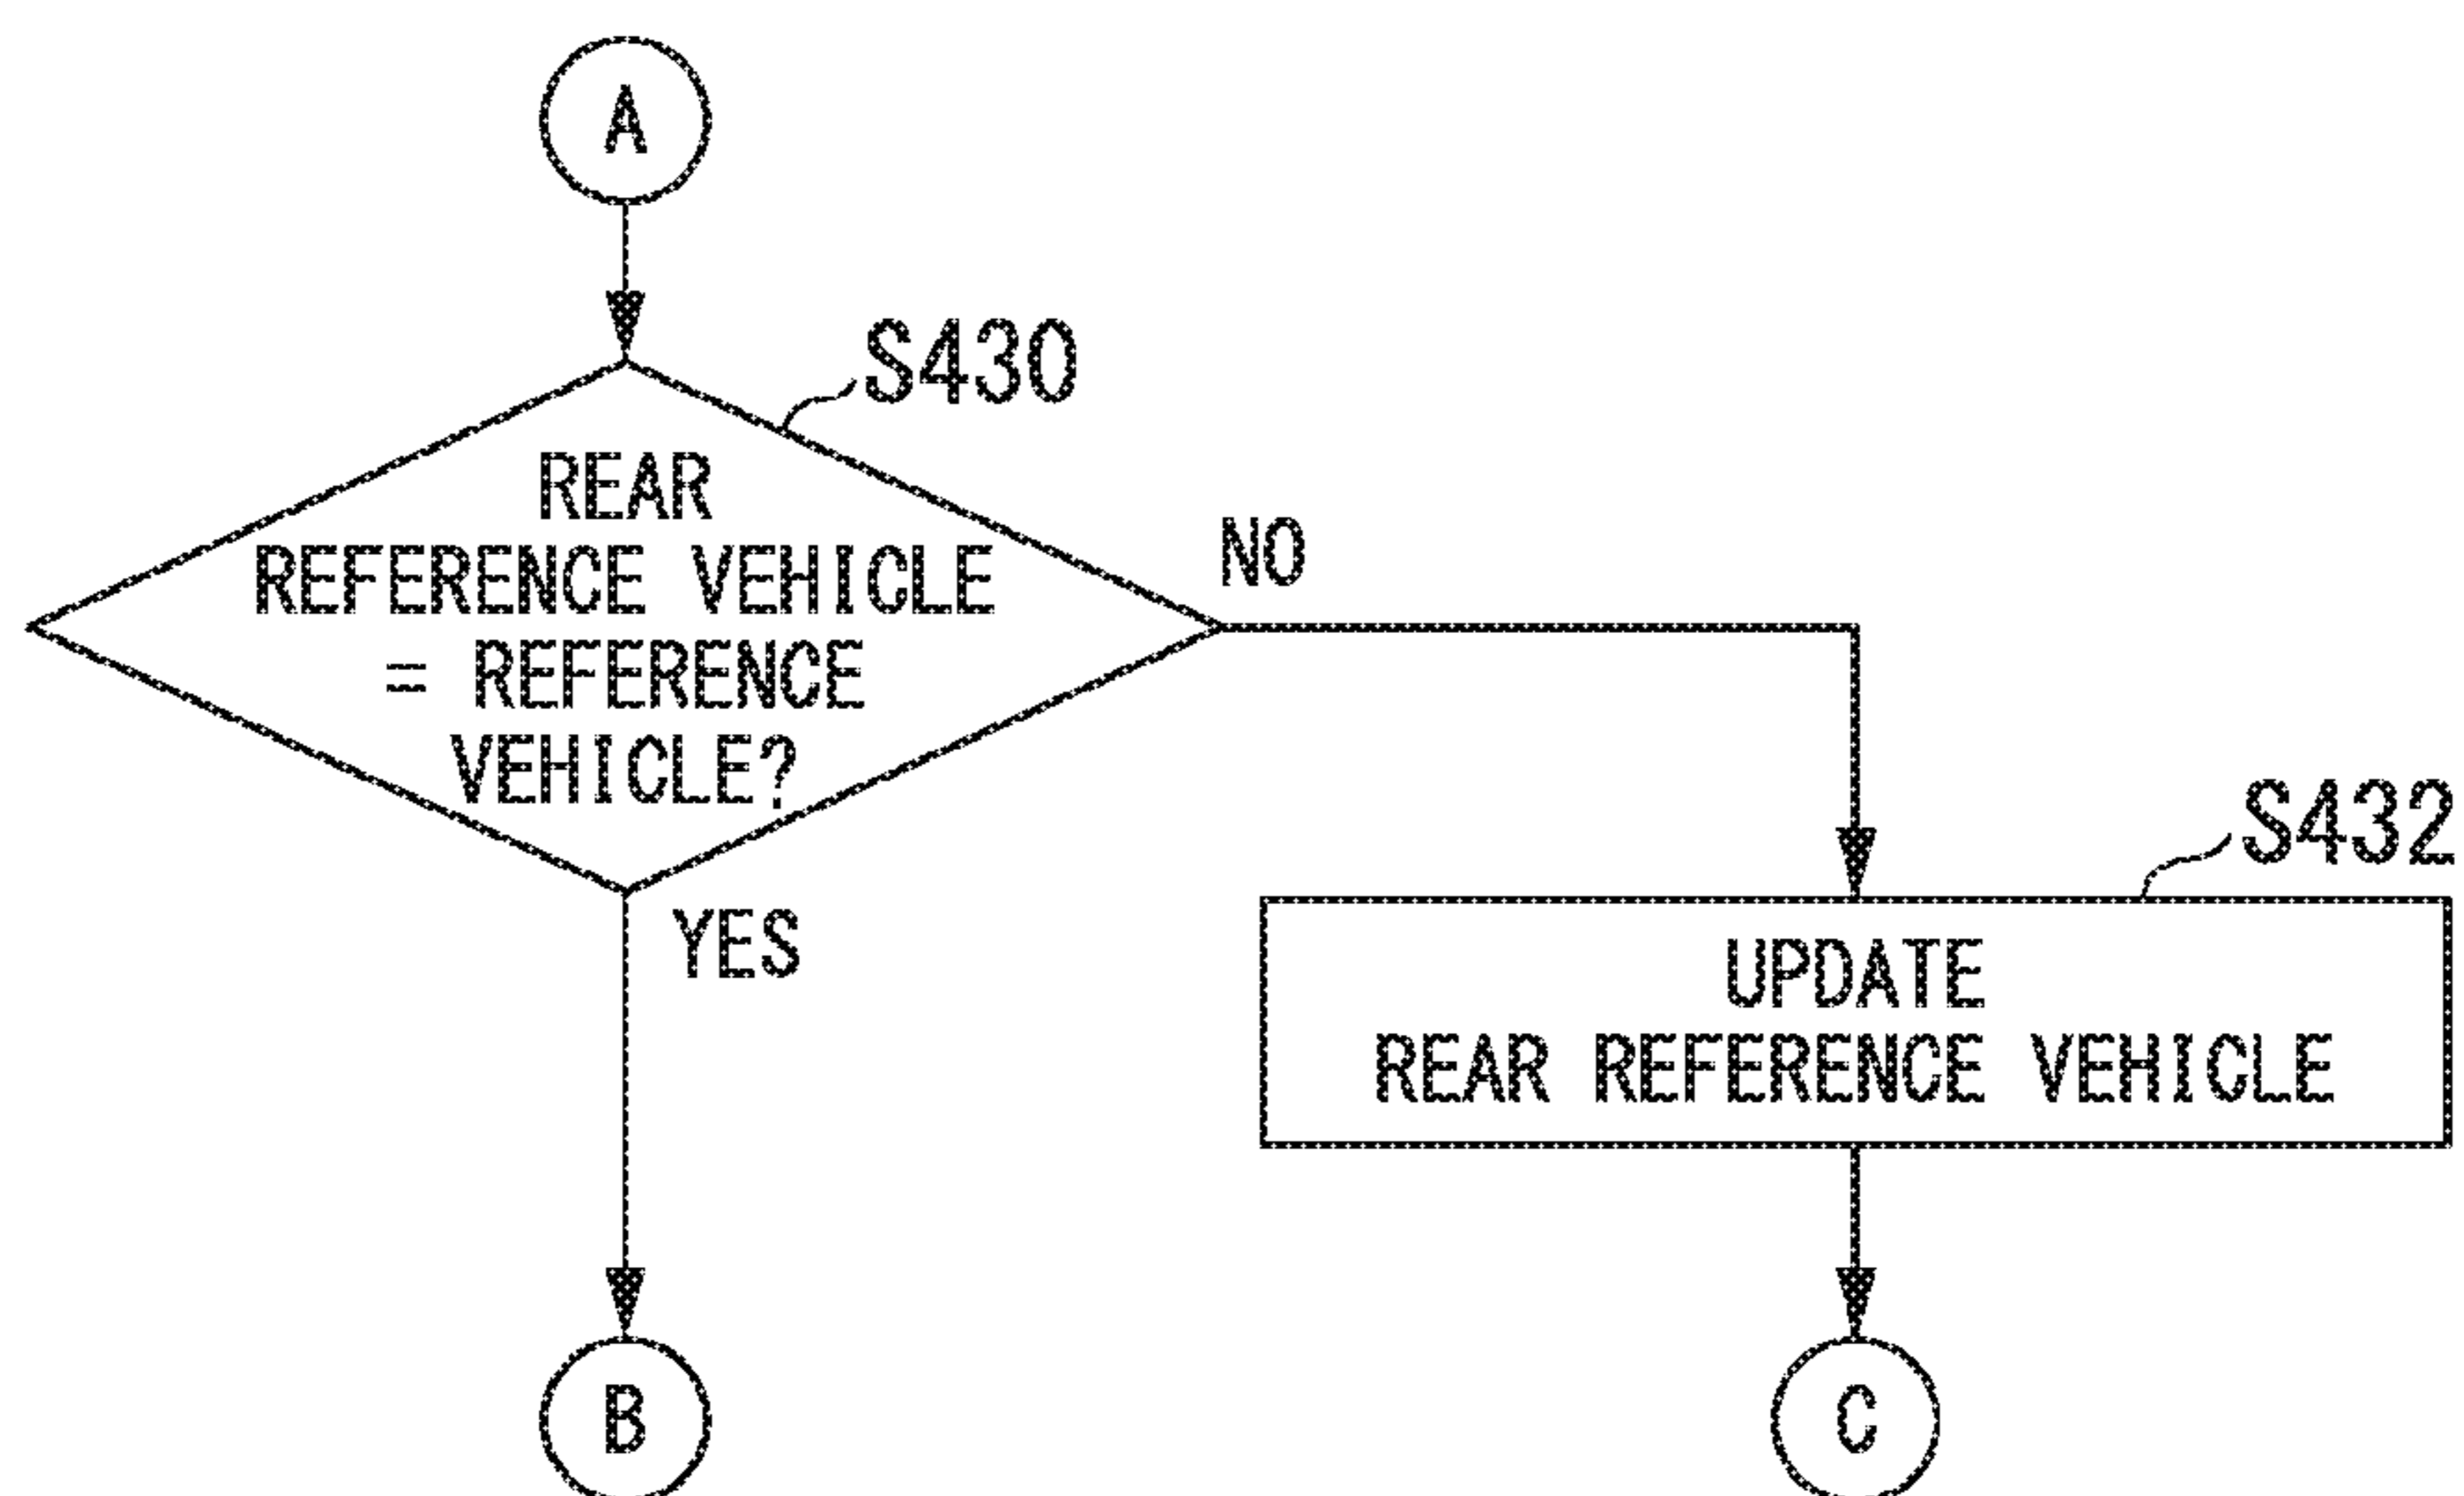 A
S430
REAR
REFERENCE VEHICLE
= REFERENCE
VEHICLE?
NO
YES
S432
UPDATE
REAR REFERENCE VEHICLE
B
C